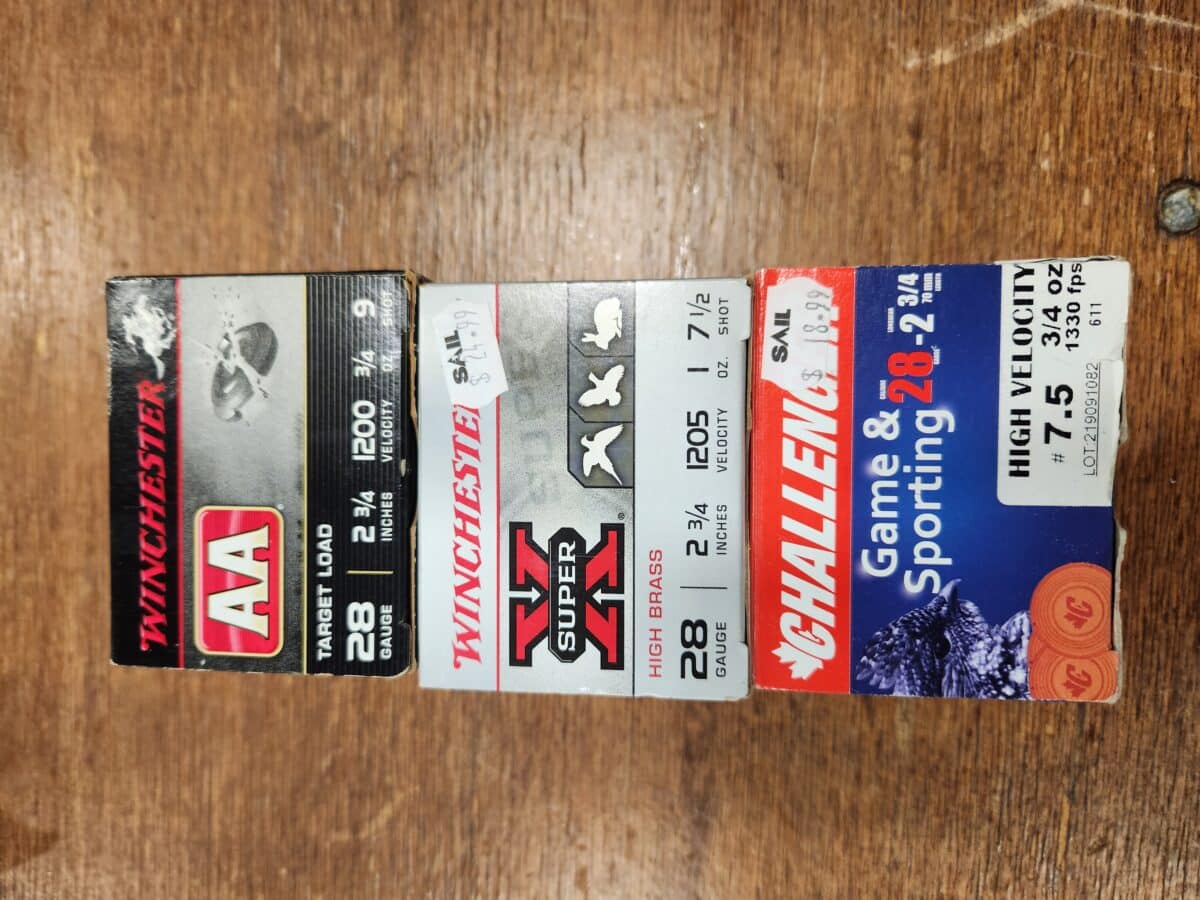 WINCHESTER
AA
TARGET LOAD
28 2 3/4 1200 3/4 9
GAUGE INCHES VELOCITY OZ. SHOT
SAIL
$ 24.99
WINCHESTER
SUPER
X
®
HIGH BRASS
28 2 3/4 1205 1 7 1/2
GAUGE INCHES VELOCITY OZ. SHOT
SAIL
$ 18.99
CHALLENGER
Game &
Sporting
28-2 3/4
70 mm
HIGH VELOCITY
# 7.5 3/4 oz
1330 fps
LOT:219091082 611